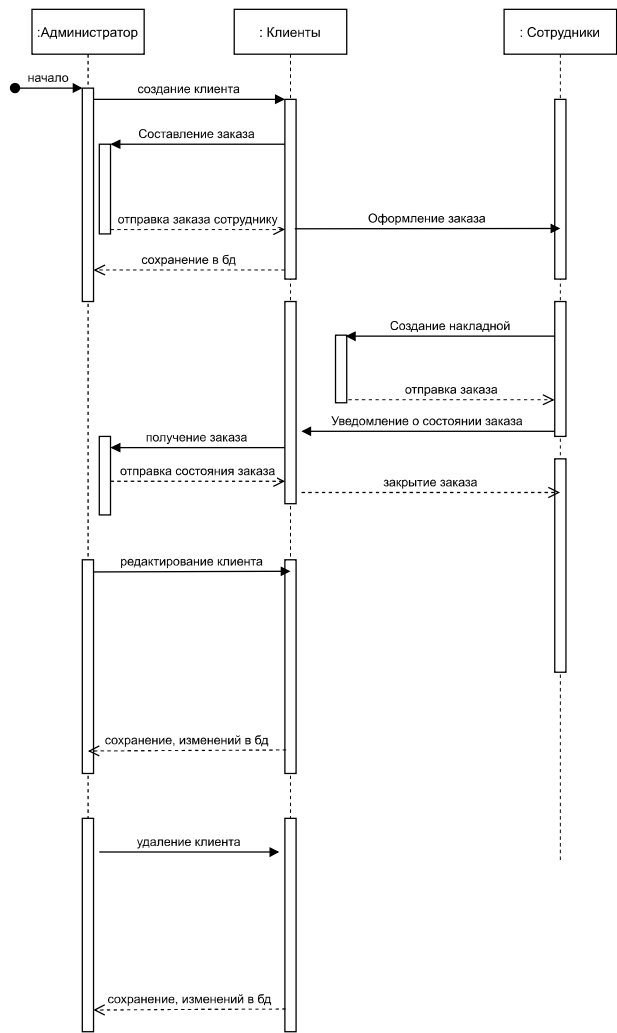 :Администратор
: Клиенты
: Сотрудники
начало
создание клиента
Составление заказа
отправка заказа сотруднику
Оформление заказа
сохранение в бд
Создание накладной
отправка заказа
Уведомление о состоянии заказа
получение заказа
отправка состояния заказа
закрытие заказа
редактирование клиента
сохранение, изменений в бд
удаление клиента
сохранение, изменений в бд